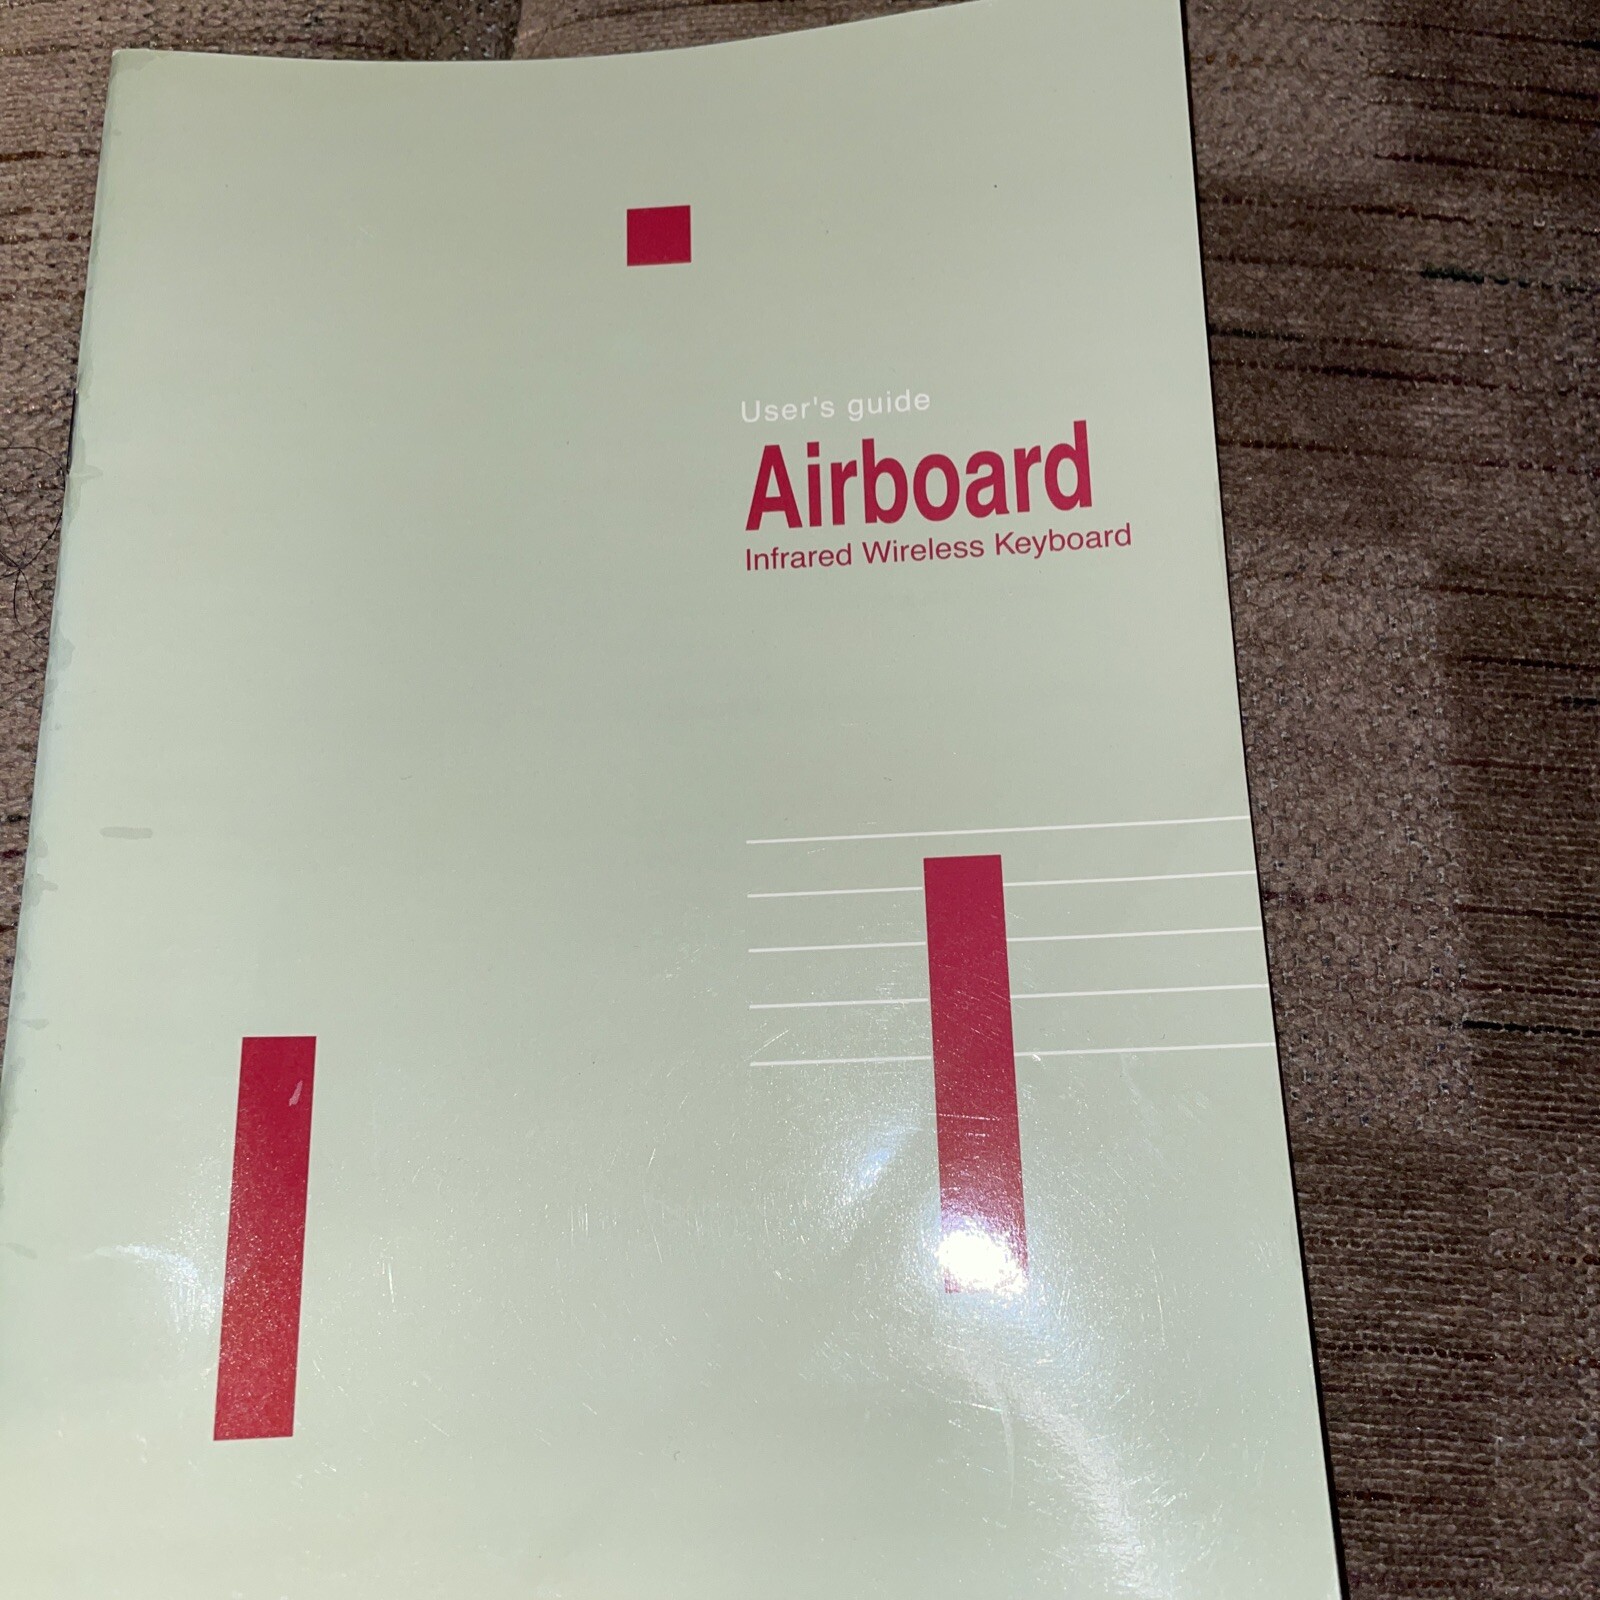 User's guide
Airboard
Infrared Wireless Keyboard